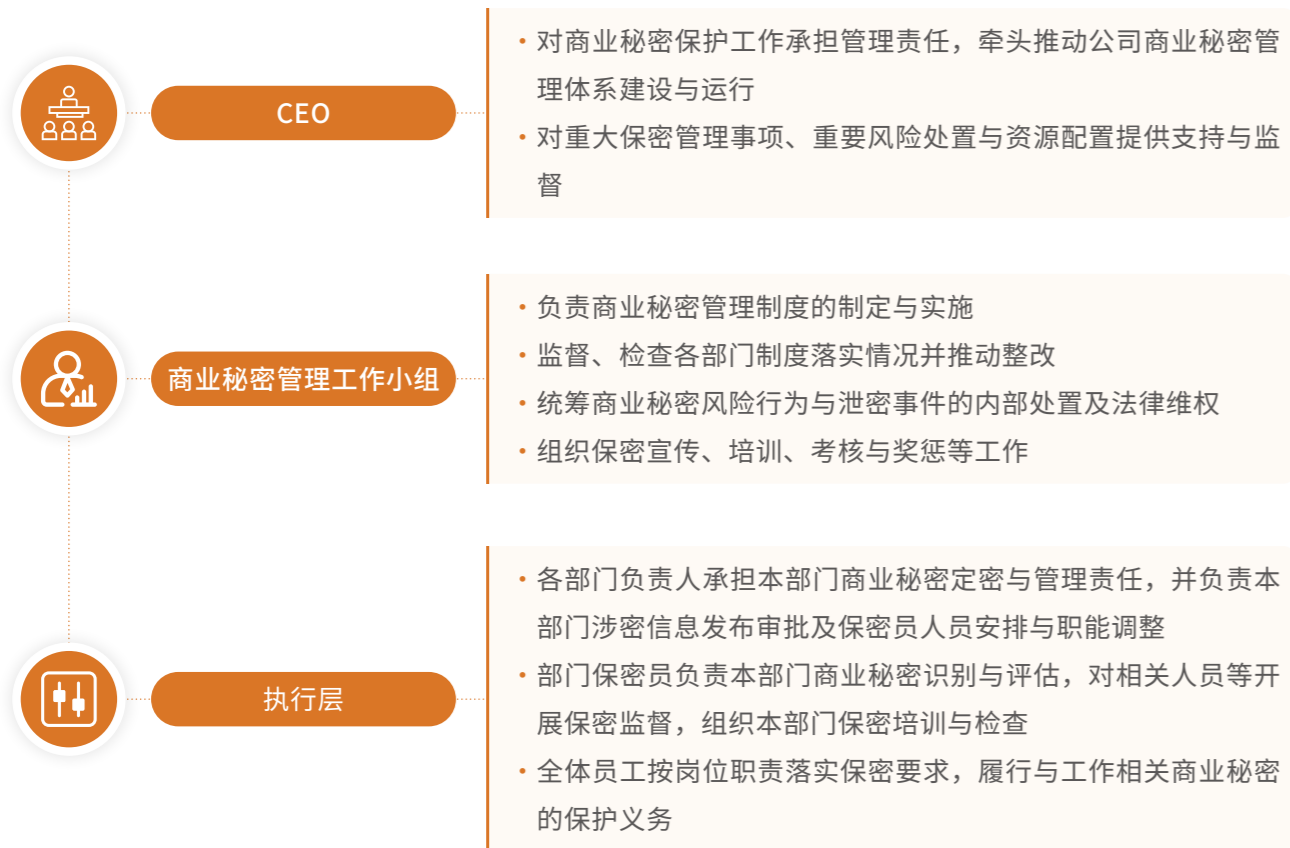 CEO
• 对商业秘密保护工作承担管理责任，牵头推动公司商业秘密管
理体系建设与运行
• 对重大保密管理事项、重要风险处置与资源配置提供支持与监
督
商业秘密管理工作小组
• 负责商业秘密管理制度的制定与实施
• 监督、检查各部门制度落实情况并推动整改
• 统筹商业秘密风险行为与泄密事件的内部处置及法律维权
• 组织保密宣传、培训、考核与奖惩等工作
执行层
• 各部门负责人承担本部门商业秘密定密与管理责任，并负责本
部门涉密信息发布审批及保密员人员安排与职能调整
• 部门保密员负责本部门商业秘密识别与评估，对相关人员等开
展保密监督，组织本部门保密培训与检查
• 全体员工按岗位职责落实保密要求，履行与工作相关商业秘密
的保护义务